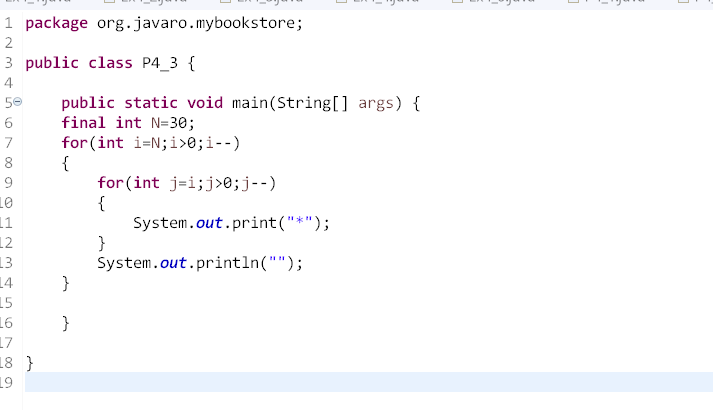 1 package org.javaro.mybookstore;
2
3 public class P4_3 {
4
5     public static void main(String[] args) {
6     final int N=30;
7     for(int i=N;i>0;i--)
8     {
9         for(int j=i;j>0;j--)
10         {
11             System.out.print("*");
12         }
13         System.out.println("");
14     }
15
16     }
17
18 }
19